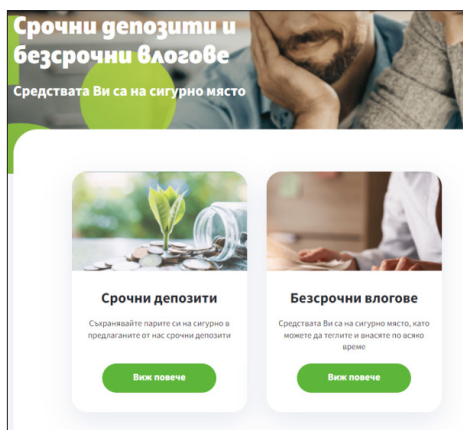 Срочни депозити и
безсрочни влогове
Средствата Ви са на сигурно място
Срочни депозити
Съхранявайте парите си на сигурно в
предлаганите от нас срочни депозити
Виж повече
Безсрочни влогове
Средствата Ви са на сигурно място, като
можете да теглите и внасяте по всяко
време
Виж повече